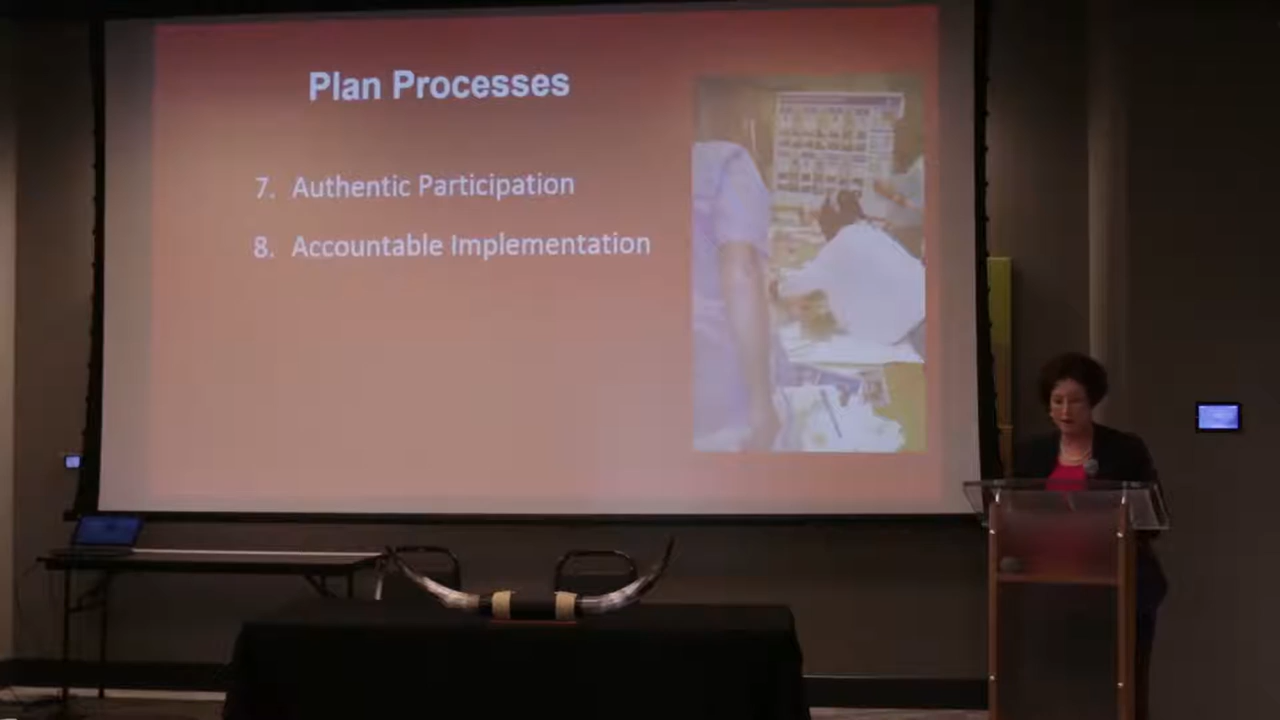 Plan Processes
7. Authentic Participation
8. Accountable Implementation